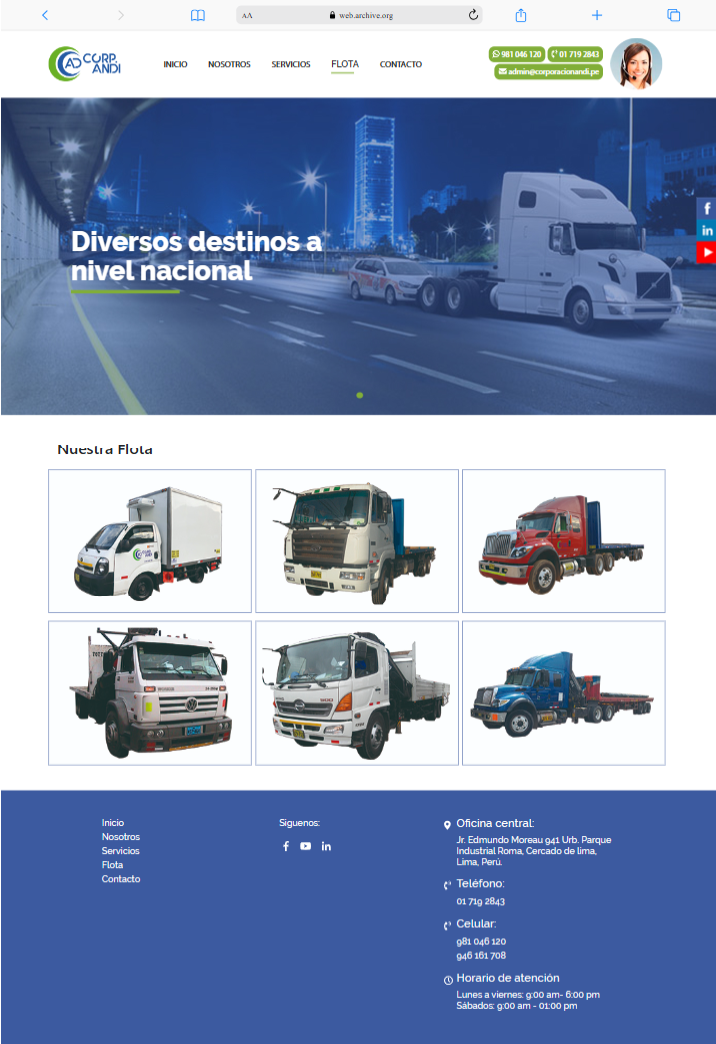 AA
web.archive.org
AD CORP.
ANDI
INICIO
NOSOTROS
SERVICIOS
FLOTA
CONTACTO
981 046 120
01 719 2843
admin@corporacionandi.pe
Diversos destinos a
nivel nacional
Nuestra Flota
Inicio
Nosotros
Servicios
Flota
Contacto
Siguenos:
Oficina central:
Jr. Edmundo Moreau 941 Urb. Parque
Industrial Roma, Cercado de lima,
Lima, Perú.
Teléfono:
01 719 2843
Celular:
981 046 120
946 161 708
Horario de atención
Lunes a viernes: 9:00 am- 6:00 pm
Sábados: 9:00 am - 01:00 pm